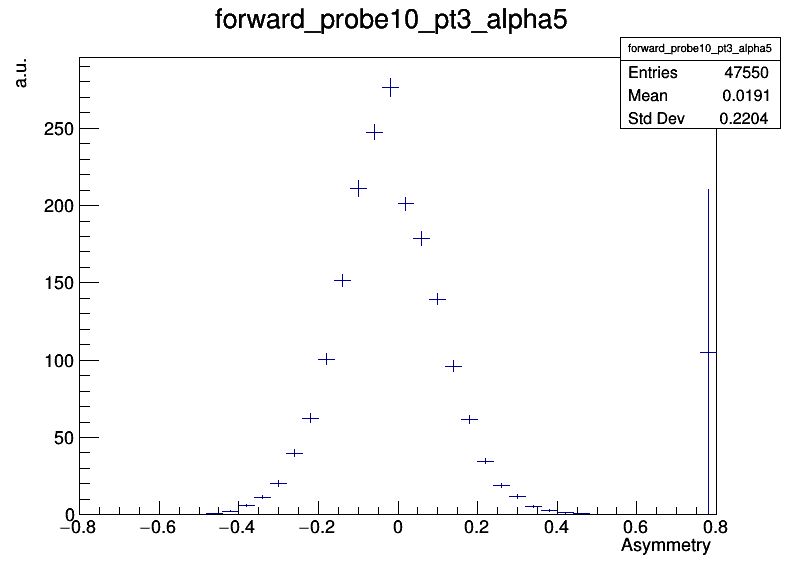 forward_probe10_pt3_alpha5
a.u.
forward_probe10_pt3_alpha5
Entries 47550
Mean 0.0191
Std Dev 0.2204
250
200
150
100
50
0
−0.8 −0.6 −0.4 −0.2 0 0.2 0.4 0.6 0.8
Asymmetry